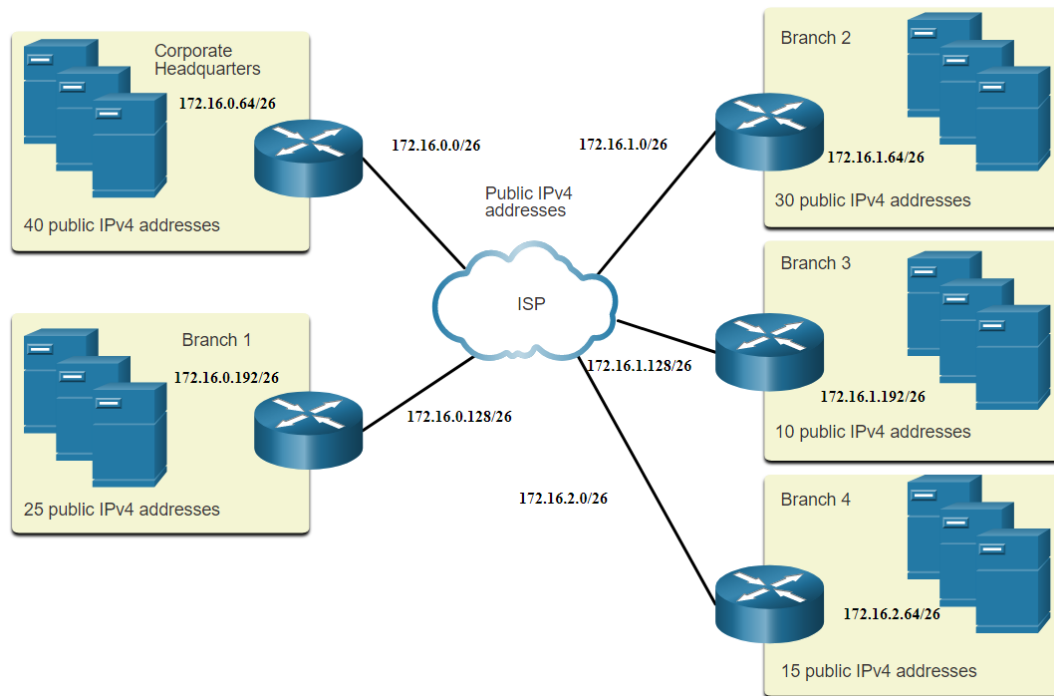 Corporate
Headquarters
172.16.0.64/26
40 public IPv4 addresses
172.16.0.0/26
Branch 1
172.16.0.192/26
25 public IPv4 addresses
172.16.0.128/26
Public IPv4
addresses
ISP
172.16.1.0/26
Branch 2
172.16.1.64/26
30 public IPv4 addresses
172.16.1.128/26
Branch 3
172.16.1.192/26
10 public IPv4 addresses
172.16.2.0/26
Branch 4
172.16.2.64/26
15 public IPv4 addresses